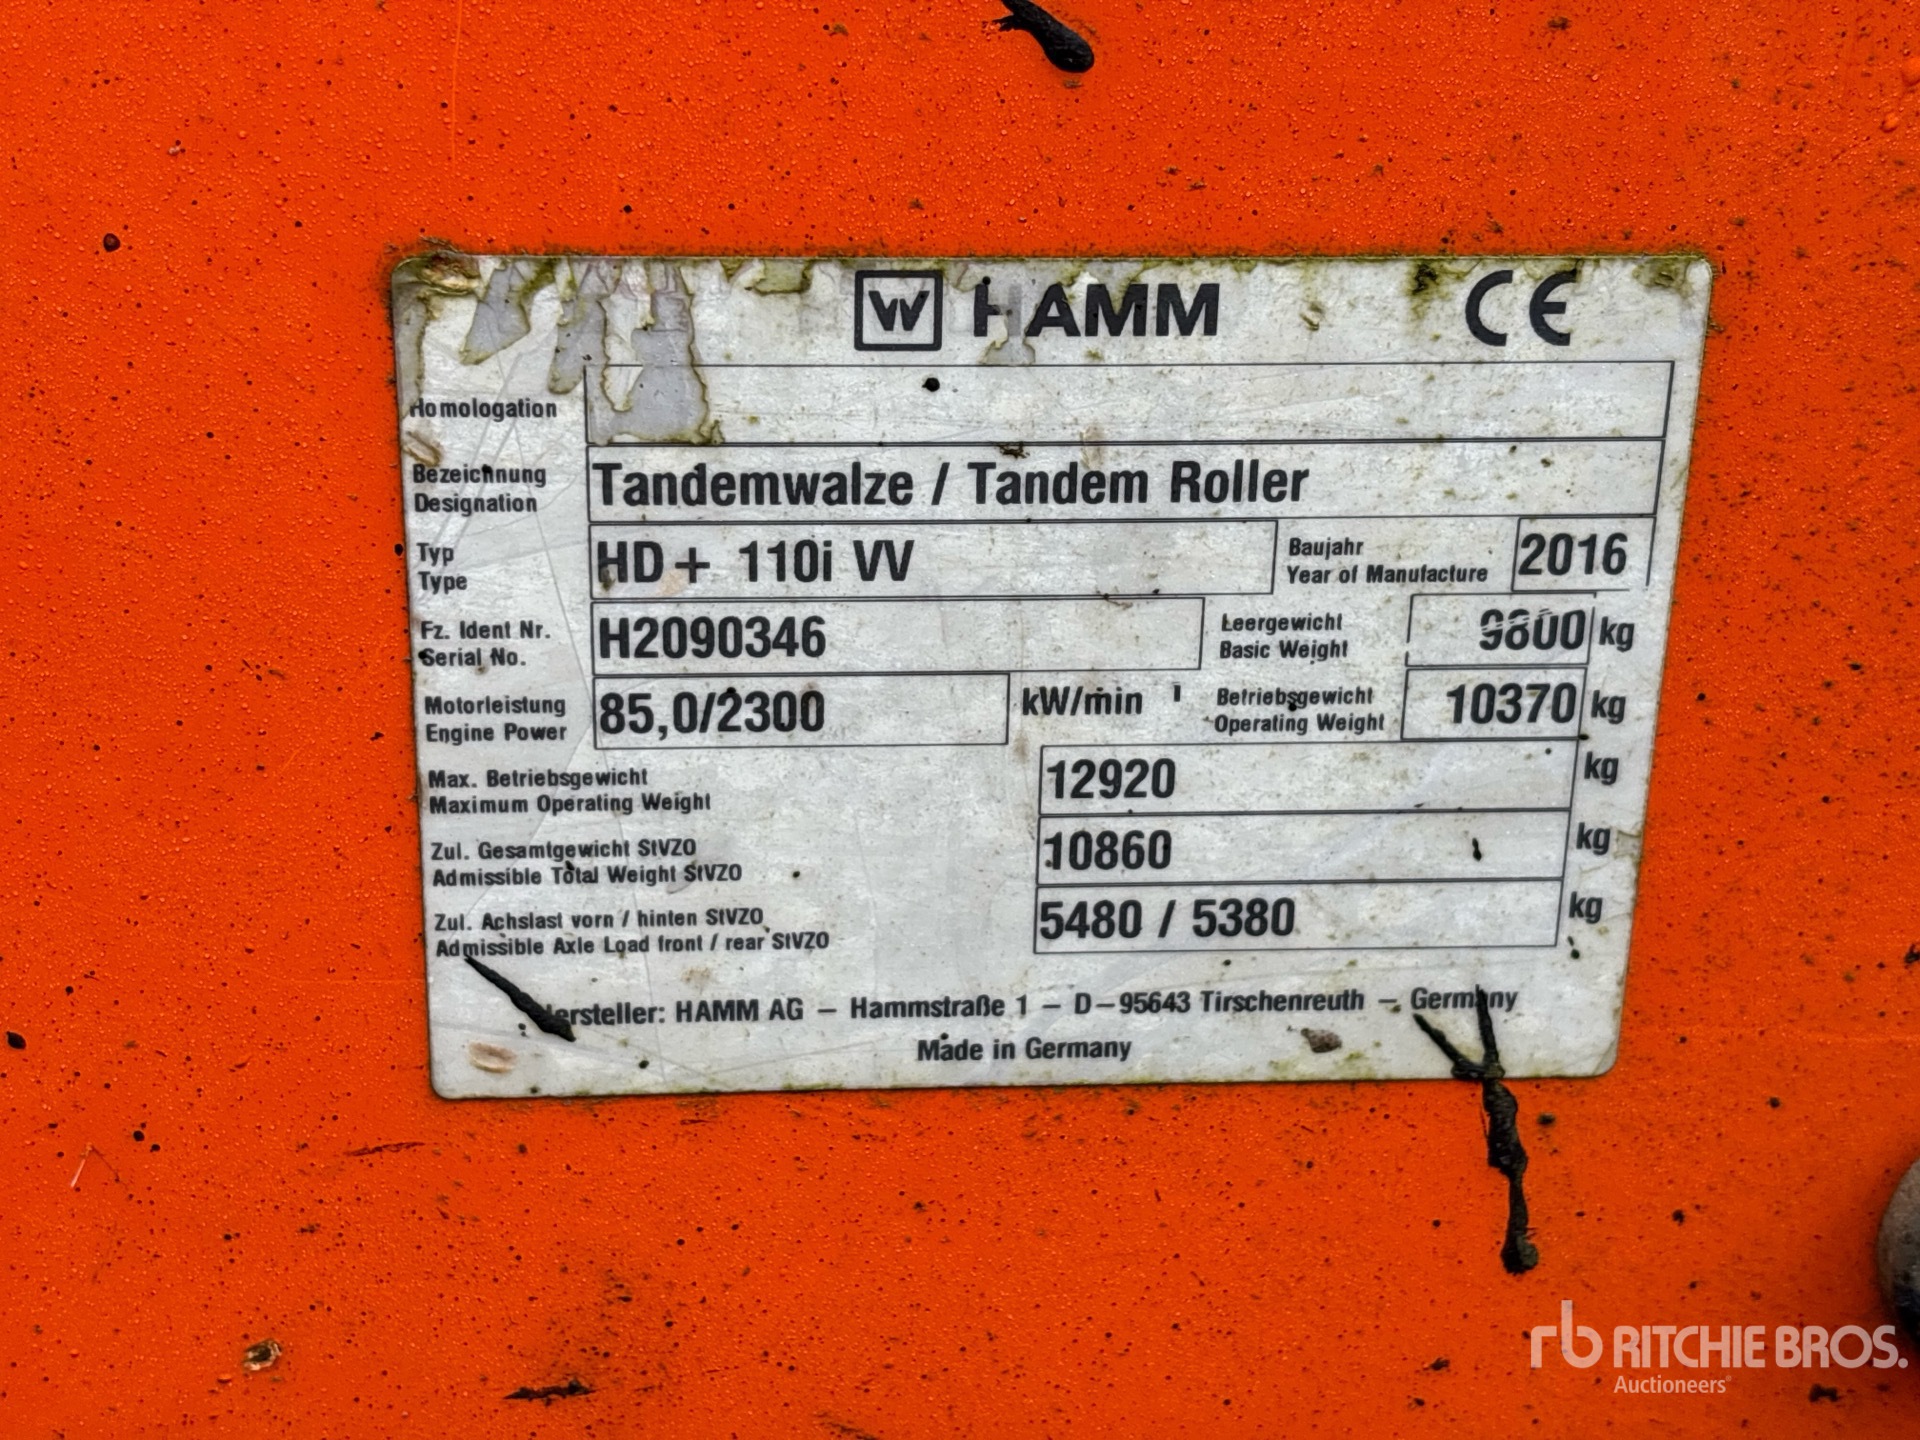 HAMM CE
Homologation
Bezeichnung
Designation
Tandemwalze / Tandem Roller
Typ
Type
HD+ 110i VV
Baujahr
Year of Manufacture
2016
Fz. Ident Nr.
Serial No.
H2090346
Leergewicht
Basic Weight
9800 kg
Motorleistung
Engine Power
85,0/2300 kW/min
Betriebsgewicht
Operating Weight
10370 kg
Max. Betriebsgewicht
Maximum Operating Weight
12920 kg
Zul. Gesamtgewicht StVZO
Admissible Total Weight StVZO
10860 kg
Zul. Achslast vorn / hinten StVZO
Admissible Axle Load front / rear StVZO
5480 / 5380 kg
Hersteller: HAMM AG – Hammstraße 1 – D–95643 Tirschenreuth – Germany
Made in Germany
rb RITCHIE BROS.
Auctioneers